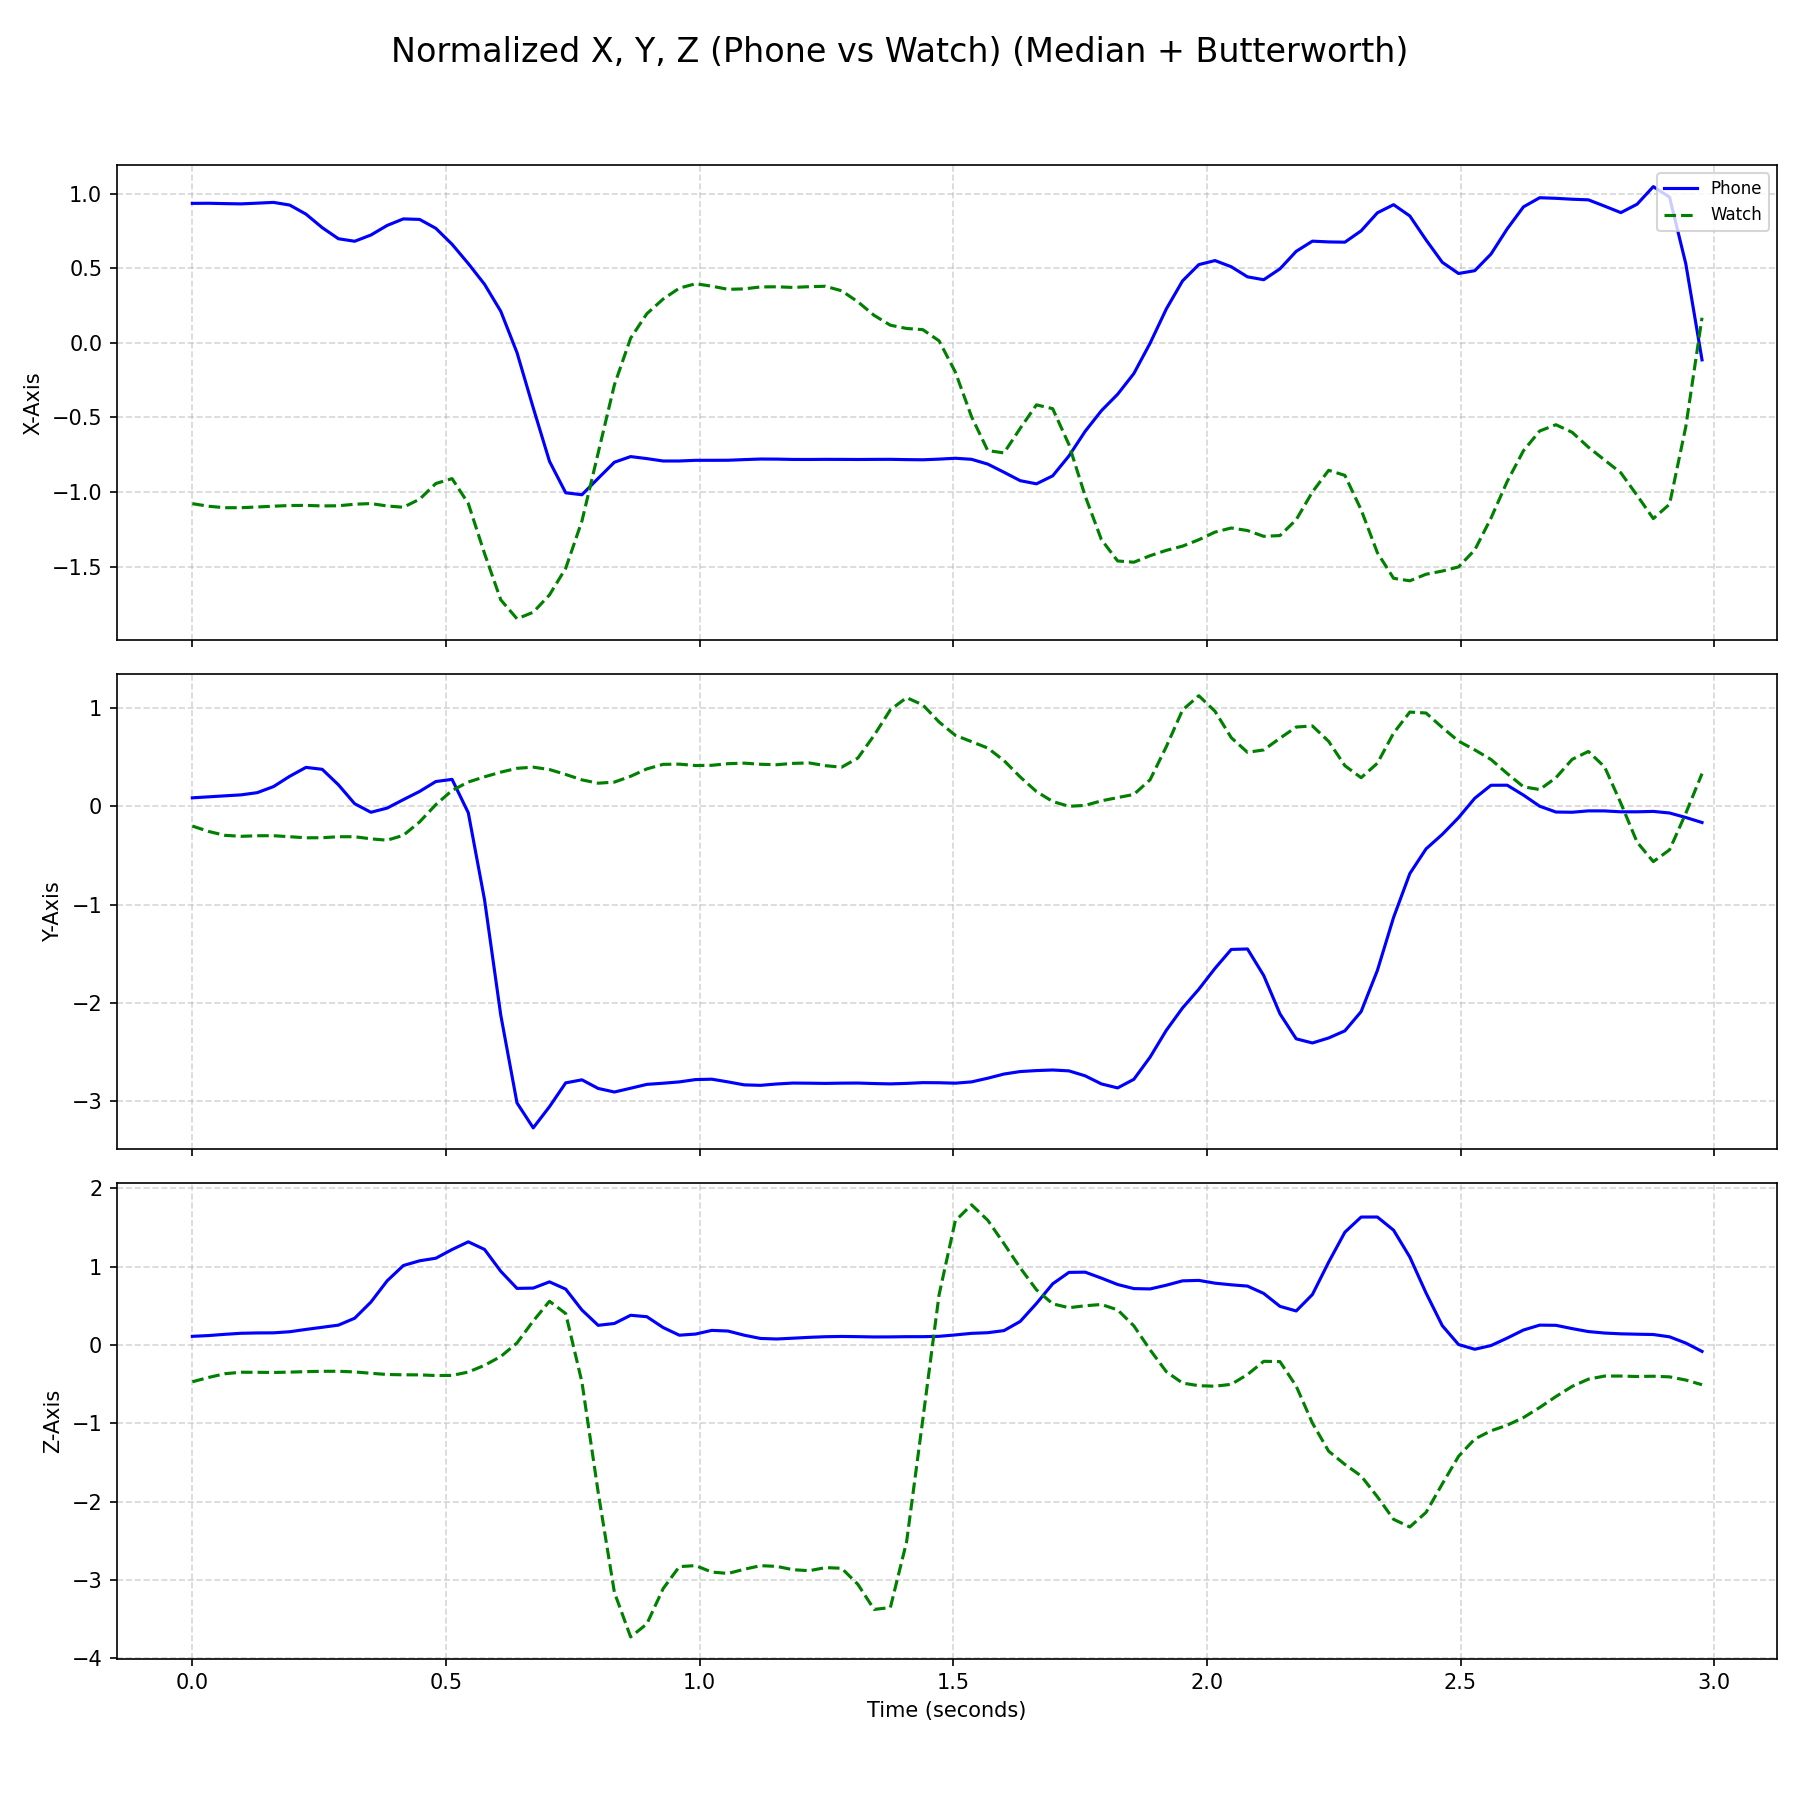 Normalized X, Y, Z (Phone vs Watch) (Median + Butterworth)
Phone
Watch
1.0
0.5
0.0
−0.5
−1.0
−1.5
X-Axis
1
0
−1
−2
−3
Y-Axis
2
1
0
−1
−2
−3
−4
Z-Axis
0.0 0.5 1.0 1.5 2.0 2.5 3.0
Time (seconds)